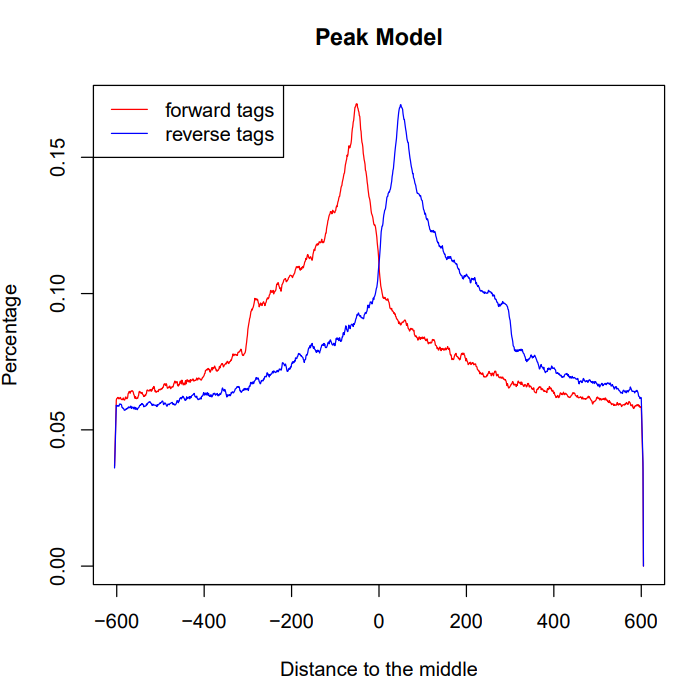 Peak Model
forward tags
reverse tags
Percentage
0.15
0.10
0.05
0.00
−600
−400
−200
0
200
400
600
Distance to the middle